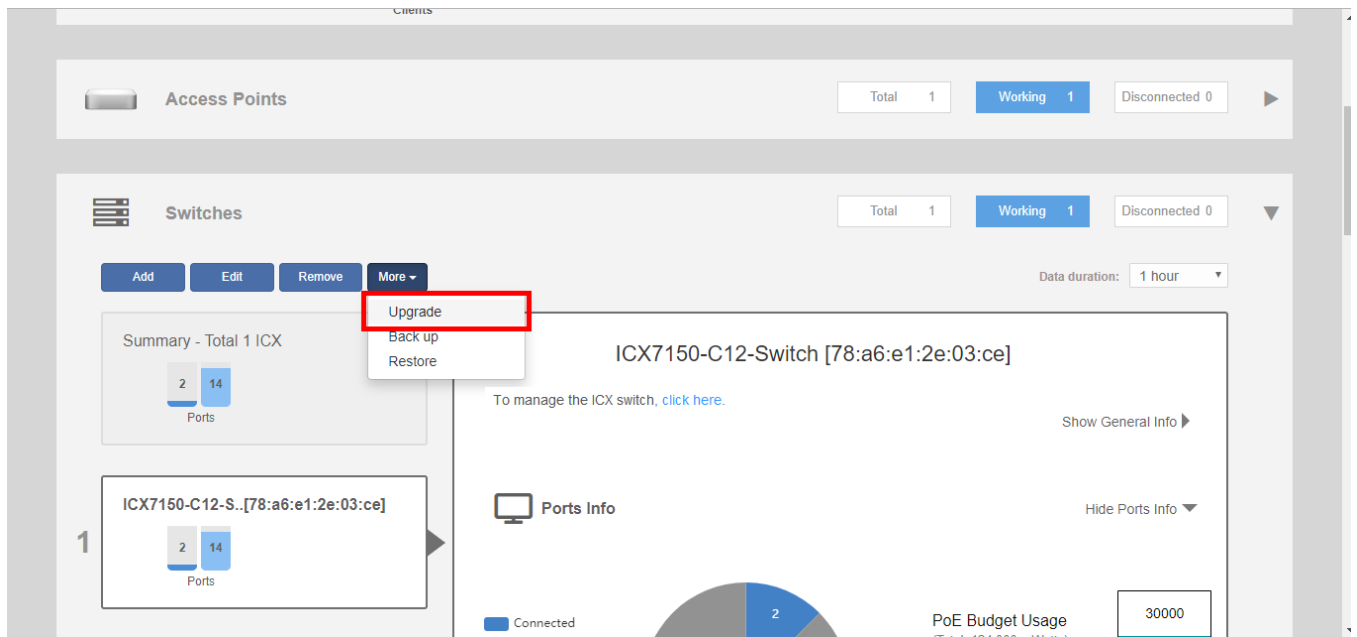 Clients
Access Points
Total 1
Working 1
Disconnected 0
Switches
Total 1
Working 1
Disconnected 0
Add
Edit
Remove
More
Data duration: 1 hour
Upgrade
Back up
Restore
Summary - Total 1 ICX
2 14
Ports
ICX7150-C12-Switch [78:a6:e1:2e:03:ce]
To manage the ICX switch, click here.
Show General Info
1
ICX7150-C12-S..[78:a6:e1:2e:03:ce]
2 14
Ports
Ports Info
Hide Ports Info
Connected
2
PoE Budget Usage
30000